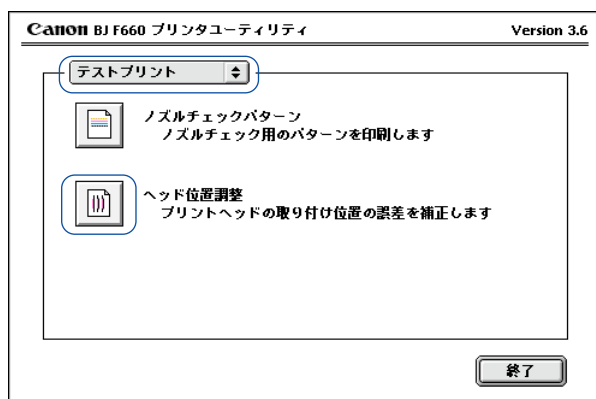 Canon BJ F660 プリンタユーティリティ Version 3.6
テストプリント
ノズルチェックパターン
ノズルチェック用のパターンを印刷します
ヘッド位置調整
プリントヘッドの取り付け位置の誤差を補正します
終了